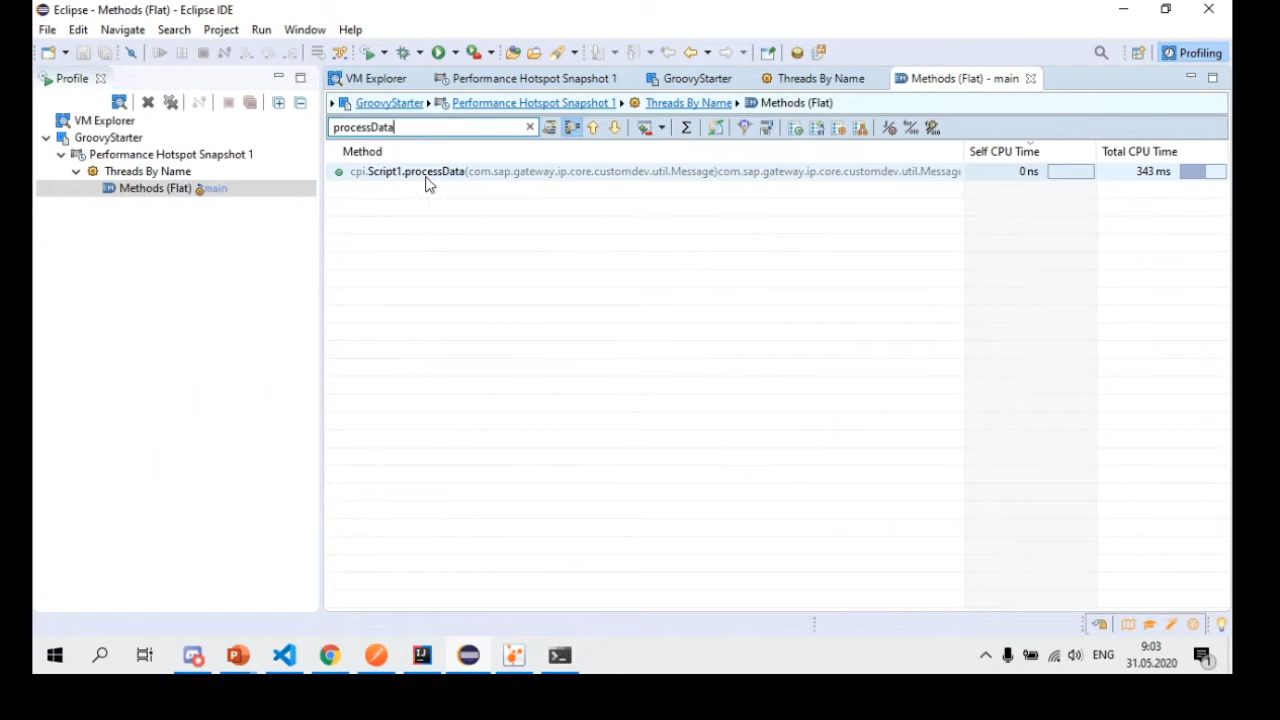 Eclipse - Methods (Flat) - Eclipse IDE
File Edit Navigate Search Project Run Window Help
Profiling
Profile
VM Explorer
GroovyStarter
Performance Hotspot Snapshot 1
Threads By Name
Methods (Flat) main
VM Explorer Performance Hotspot Snapshot 1 GroovyStarter Threads By Name Methods (Flat) - main
GroovyStarter Performance Hotspot Snapshot 1 Threads By Name Methods (Flat)
processData
Method Self CPU Time Total CPU Time
cpi.Script1.processData(com.sap.gateway.ip.core.customdev.util.Message)com.sap.gateway.ip.core.customdev.util.Message 0 ns 343 ms
ENG
9:03
31.05.2020
1